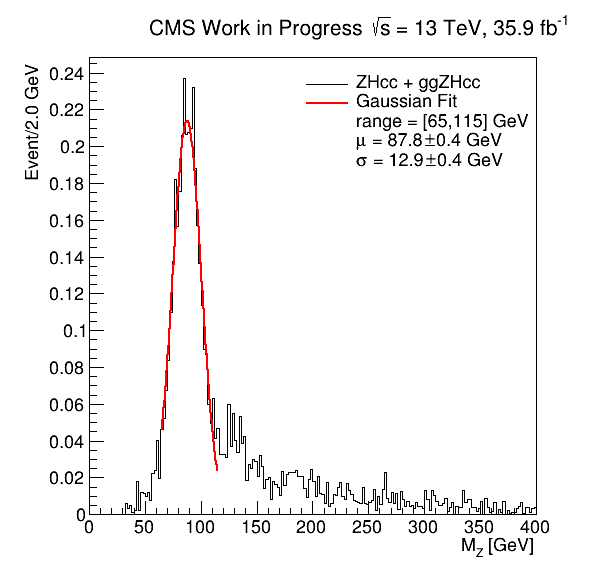 CMS Work in Progress √s = 13 TeV, 35.9 fb⁻¹
Event/2.0 GeV
ZHcc + ggZHcc
Gaussian Fit
range = [65,115] GeV
μ = 87.8±0.4 GeV
σ = 12.9±0.4 GeV
0.24
0.22
0.2
0.18
0.16
0.14
0.12
0.1
0.08
0.06
0.04
0.02
0
0 50 100 150 200 250 300 350 400
M_Z [GeV]